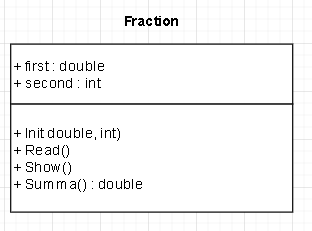 Fraction
+ first : double
+ second : int
+ Init double, int)
+ Read()
+ Show()
+ Summa() : double